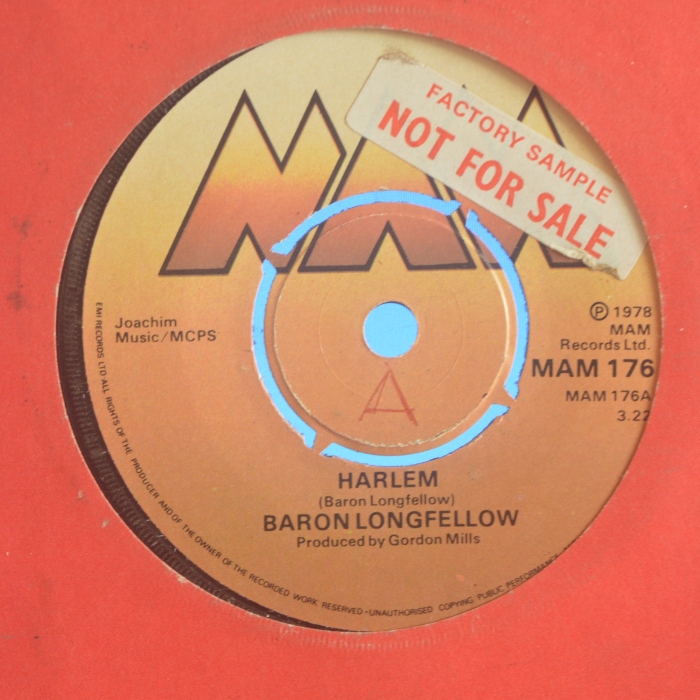 MAM
FACTORY SAMPLE
NOT FOR SALE
Joachim
Music/MCPS
Ⓟ 1978
MAM
Records Ltd.
MAM 176
MAM 176A
3.22
A
HARLEM
(Baron Longfellow)
BARON LONGFELLOW
Produced by Gordon Mills
EMI RECORDS LTD ALL RIGHTS OF THE PRODUCER AND OF THE OWNER OF THE RECORDED WORK RESERVED · UNAUTHORISED COPYING PUBLIC PERFORMANCE